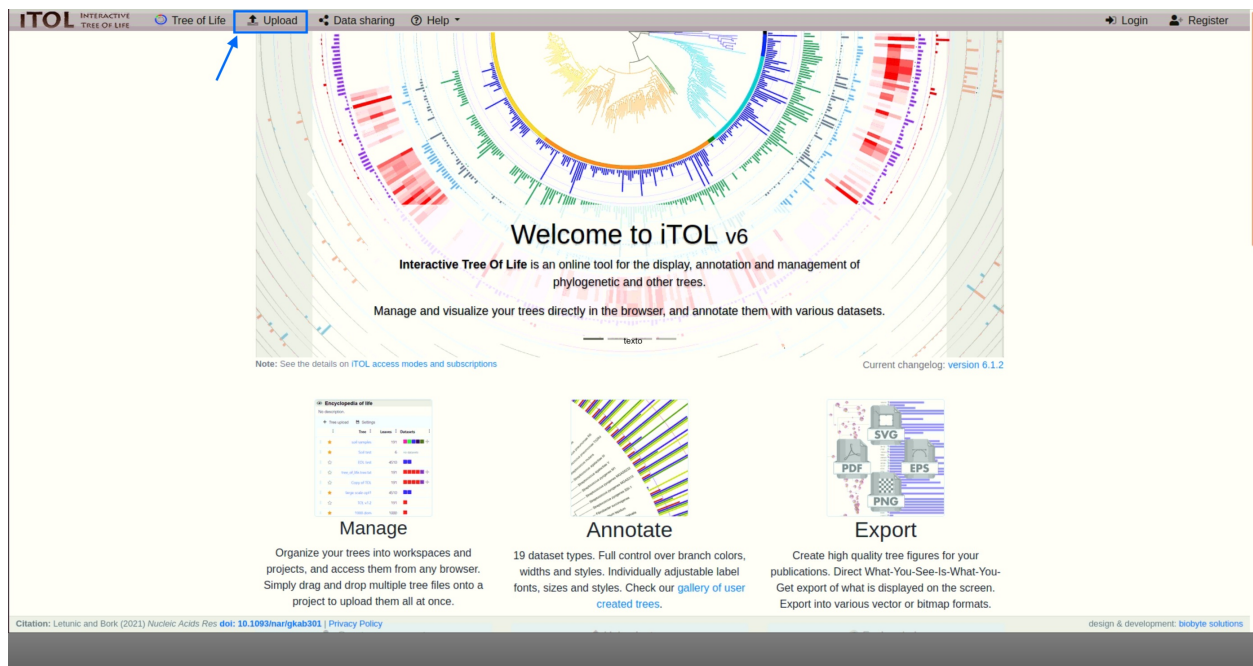 iTOL INTERACTIVE TREE OF LIFE Tree of Life Upload Data sharing Help Login Register
Welcome to iTOL v6
Interactive Tree Of Life is an online tool for the display, annotation and management of
phylogenetic and other trees.
Manage and visualize your trees directly in the browser, and annotate them with various datasets.
texto
Note: See the details on iTOL access modes and subscriptions
Current changelog: version 6.1.2
Encyclopedia of life
No description
Tree upload Settings
Tree Leaves Datasets
SVG
PDF EPS
PNG
Manage
Organize your trees into workspaces and
projects, and access them from any browser.
Simply drag and drop multiple tree files onto a
project to upload them all at once.
Annotate
19 dataset types. Full control over branch colors,
widths and styles. Individually adjustable label
fonts, sizes and styles. Check our gallery of user
created trees.
Export
Create high quality tree figures for your
publications. Direct What-You-See-Is-What-You-
Get export of what is displayed on the screen.
Export into various vector or bitmap formats.
Citation: Letunic and Bork (2021) Nucleic Acids Res doi: 10.1093/nar/gkab301 | Privacy Policy
design & development: biobyte solutions